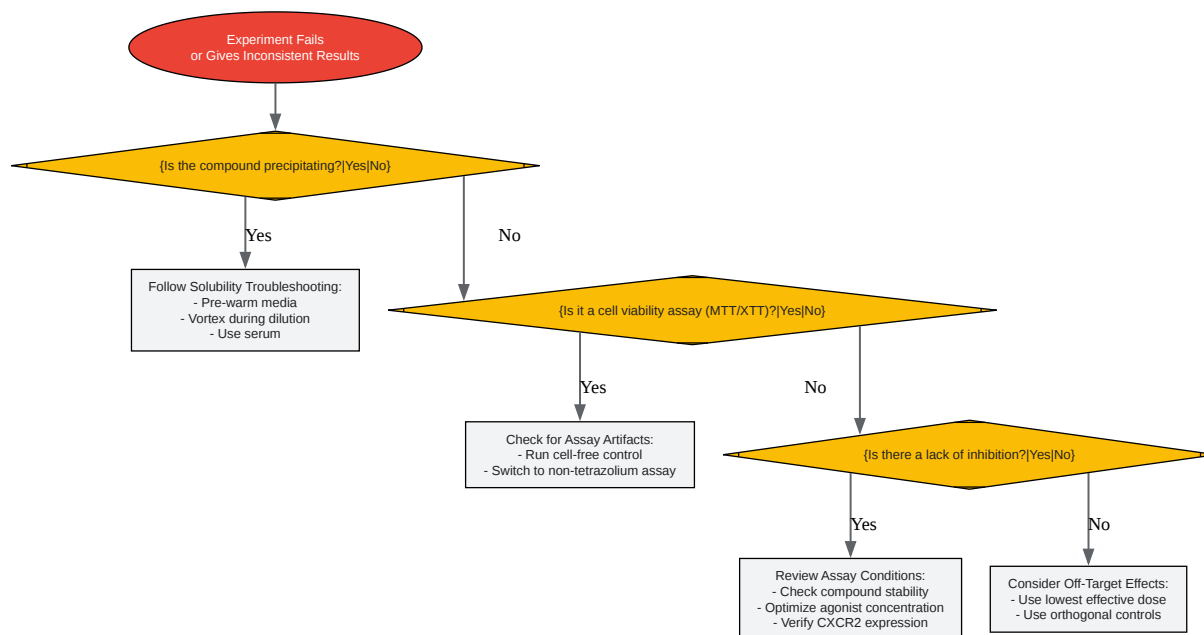 Experiment Fails
or Gives Inconsistent Results
{Is the compound precipitating?|Yes|No}
Yes
No
Follow Solubility Troubleshooting:
- Pre-warm media
- Vortex during dilution
- Use serum
{Is it a cell viability assay (MTT/XTT)?|Yes|No}
Yes
No
Check for Assay Artifacts:
- Run cell-free control
- Switch to non-tetrazolium assay
{Is there a lack of inhibition?|Yes|No}
Yes
No
Review Assay Conditions:
- Check compound stability
- Optimize agonist concentration
- Verify CXCR2 expression
Consider Off-Target Effects:
- Use lowest effective dose
- Use orthogonal controls